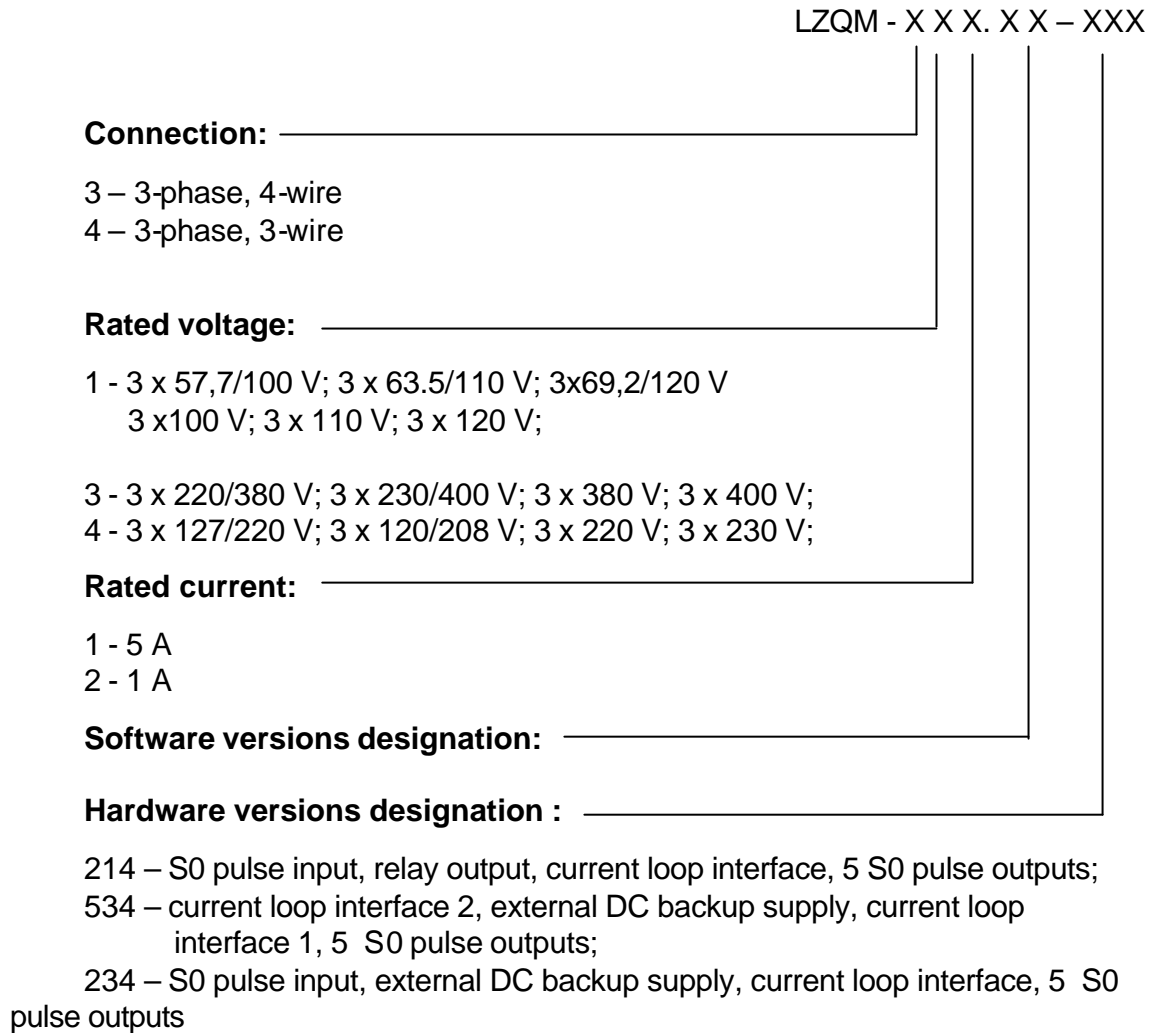 LZQM - X X X. X X – XXX
Connection:
3 – 3-phase, 4-wire
4 – 3-phase, 3-wire
Rated voltage:
1 - 3 x 57,7/100 V; 3 x 63.5/110 V; 3x69,2/120 V
3 x100 V; 3 x 110 V; 3 x 120 V;
3 - 3 x 220/380 V; 3 x 230/400 V; 3 x 380 V; 3 x 400 V;
4 - 3 x 127/220 V; 3 x 120/208 V; 3 x 220 V; 3 x 230 V;
Rated current:
1 - 5 A
2 - 1 A
Software versions designation:
Hardware versions designation :
214 – S0 pulse input, relay output, current loop interface, 5 S0 pulse outputs;
534 – current loop interface 2, external DC backup supply, current loop
interface 1, 5 S0 pulse outputs;
234 – S0 pulse input, external DC backup supply, current loop interface, 5 S0
pulse outputs